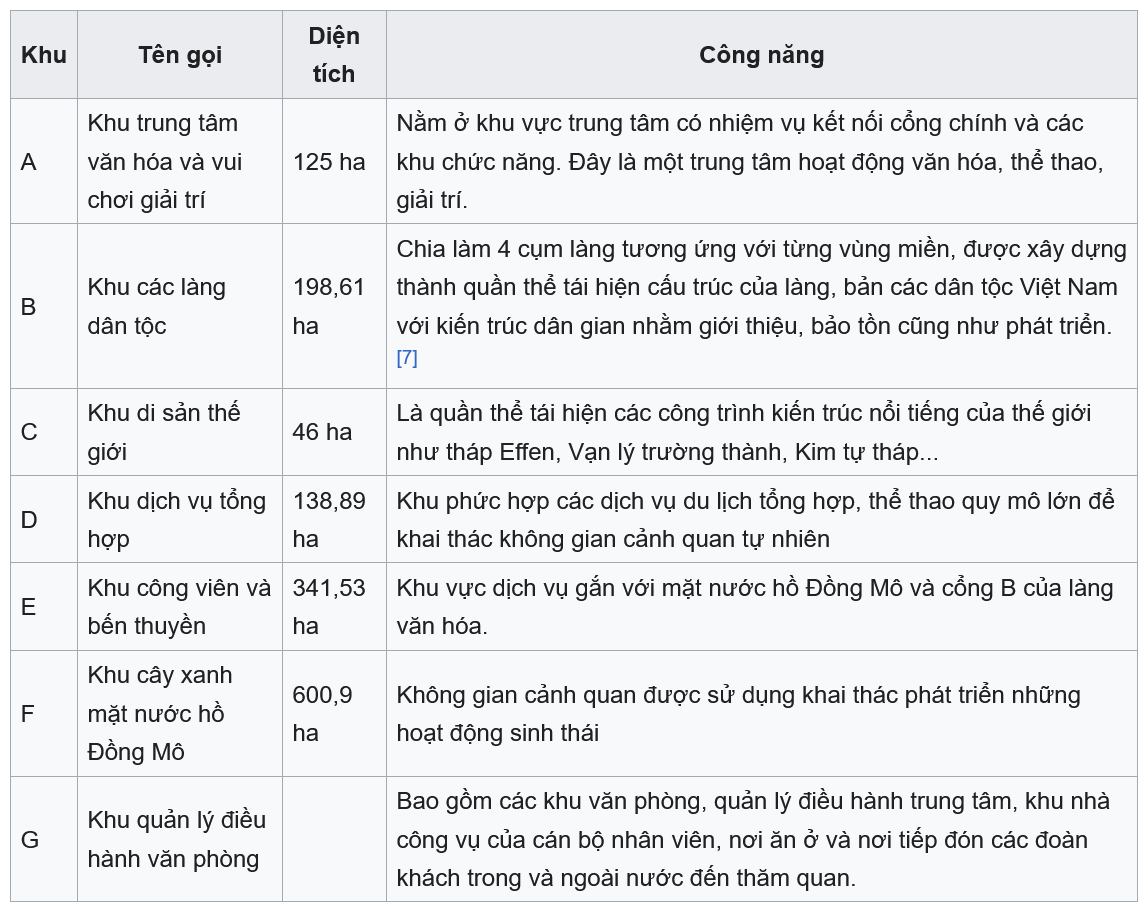 Khu
Tên gọi
Diện
tích
Công năng
A
Khu trung tâm
văn hóa và vui
chơi giải trí
125 ha
Nằm ở khu vực trung tâm có nhiệm vụ kết nối cổng chính và các
khu chức năng. Đây là một trung tâm hoạt động văn hóa, thể thao,
giải trí.
B
Khu các làng
dân tộc
198,61
ha
Chia làm 4 cụm làng tương ứng với từng vùng miền, được xây dựng
thành quần thể tái hiện cấu trúc của làng, bản các dân tộc Việt Nam
với kiến trúc dân gian nhằm giới thiệu, bảo tồn cũng như phát triển.
[7]
C
Khu di sản thế
giới
46 ha
Là quần thể tái hiện các công trình kiến trúc nổi tiếng của thế giới
như tháp Effen, Vạn lý trường thành, Kim tự tháp...
D
Khu dịch vụ tổng
hợp
138,89
ha
Khu phức hợp các dịch vụ du lịch tổng hợp, thể thao quy mô lớn để
khai thác không gian cảnh quan tự nhiên
E
Khu công viên và
bến thuyền
341,53
ha
Khu vực dịch vụ gắn với mặt nước hồ Đồng Mô và cổng B của làng
văn hóa.
F
Khu cây xanh
mặt nước hồ
Đồng Mô
600,9
ha
Không gian cảnh quan được sử dụng khai thác phát triển những
hoạt động sinh thái
G
Khu quản lý điều
hành văn phòng
Bao gồm các khu văn phòng, quản lý điều hành trung tâm, khu nhà
công vụ của cán bộ nhân viên, nơi ăn ở và nơi tiếp đón các đoàn
khách trong và ngoài nước đến thăm quan.